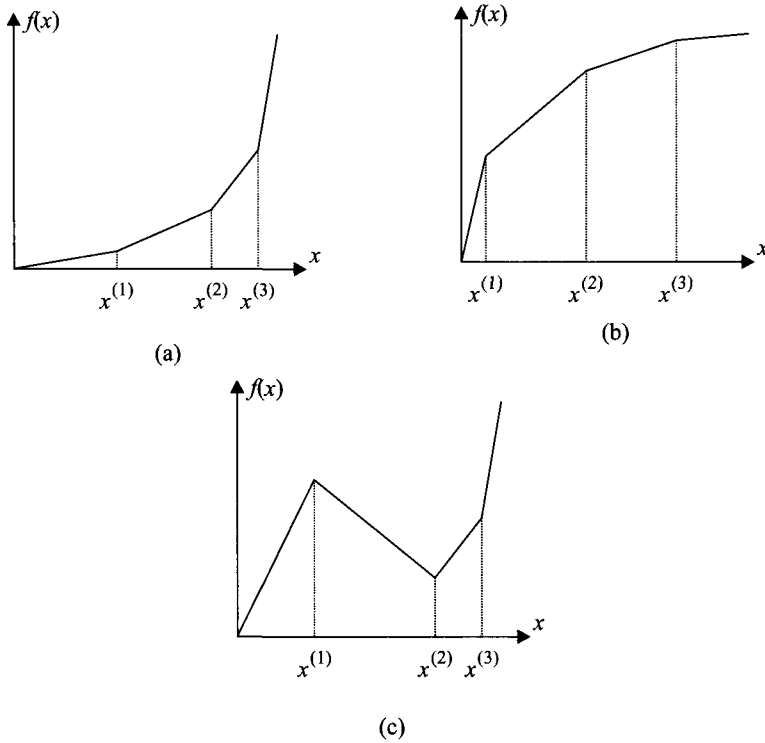 f(x)
x
x^(1) x^(2) x^(3)
(a)
f(x)
x
x^(1) x^(2) x^(3)
(b)
f(x)
x
x^(1) x^(2) x^(3)
(c)